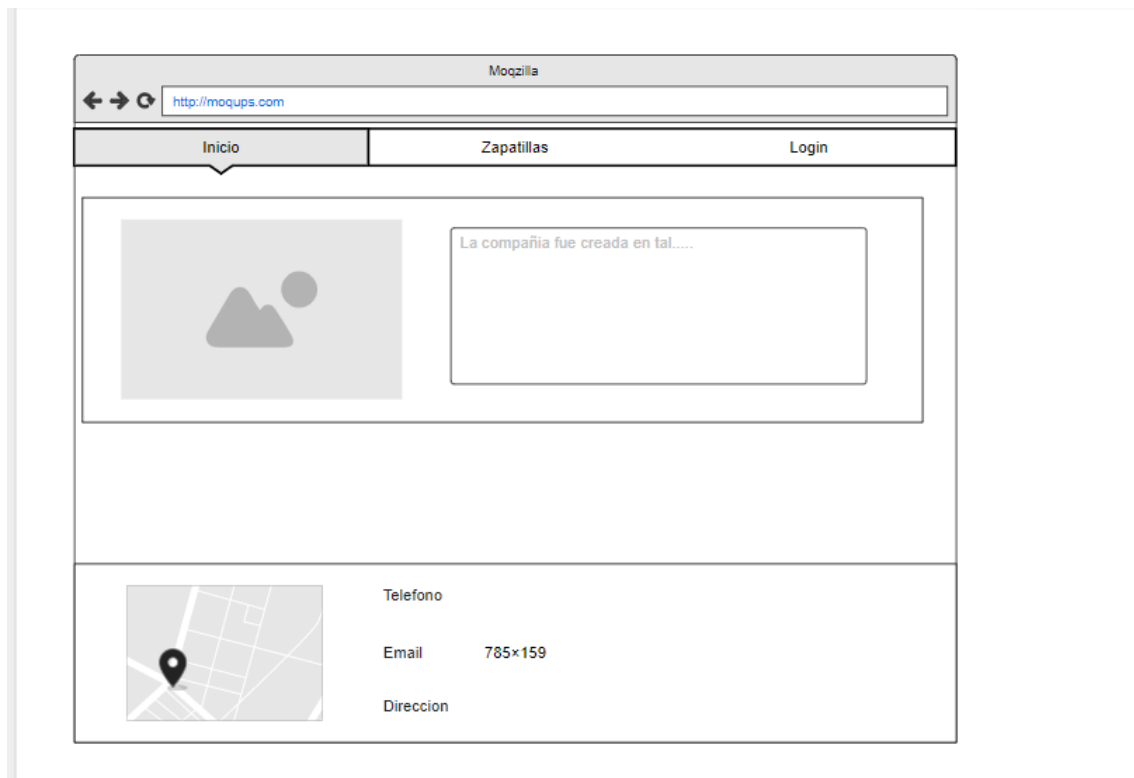 Moqzilla
http://moqups.com
Inicio Zapatillas Login
La compañia fue creada en tal.....
Telefono
Email 785×159
Direccion